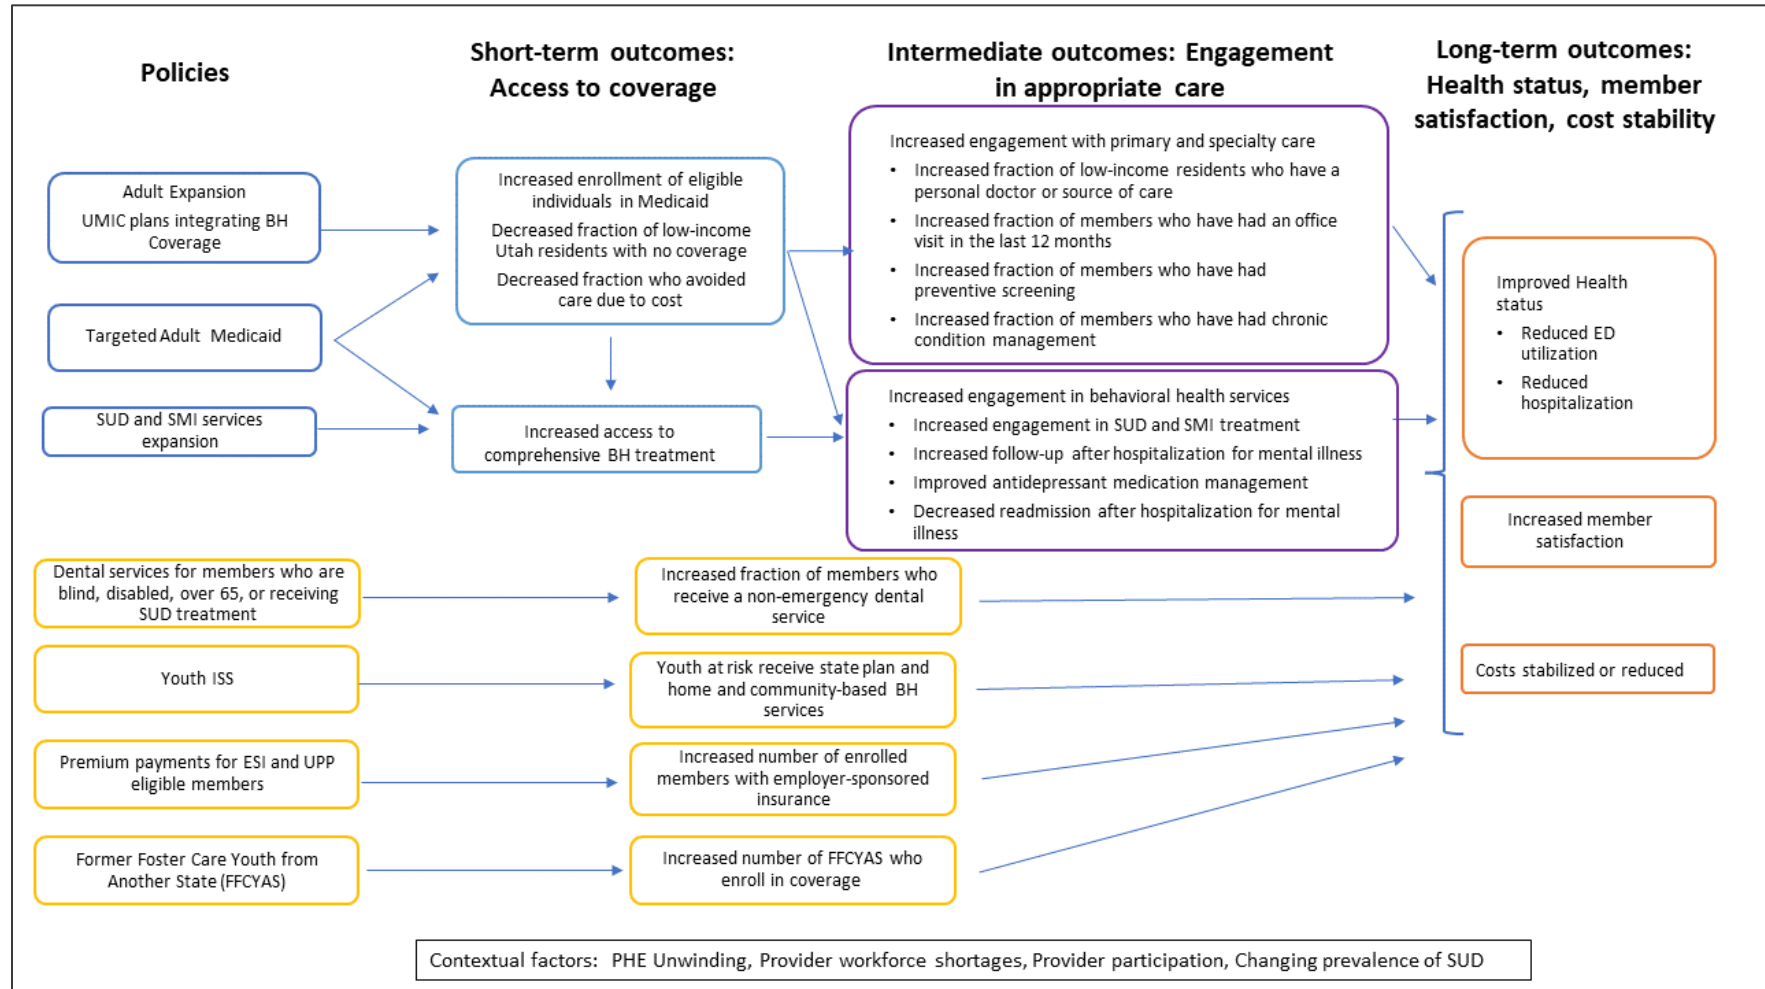 Policies
Short-term outcomes:
Access to coverage
Intermediate outcomes: Engagement
in appropriate care
Long-term outcomes:
Health status, member
satisfaction, cost stability
Adult Expansion
UMIC plans integrating BH
Coverage
Targeted Adult Medicaid
SUD and SMI services
expansion
Increased enrollment of eligible
individuals in Medicaid
Decreased fraction of low-income
Utah residents with no coverage
Decreased fraction who avoided
care due to cost
Increased access to
comprehensive BH treatment
Increased engagement with primary and specialty care
• Increased fraction of low-income residents who have a
personal doctor or source of care
• Increased fraction of members who have had an office
visit in the last 12 months
• Increased fraction of members who have had
preventive screening
• Increased fraction of members who have had chronic
condition management
Increased engagement in behavioral health services
• Increased engagement in SUD and SMI treatment
• Increased follow-up after hospitalization for mental illness
• Improved antidepressant medication management
• Decreased readmission after hospitalization for mental
illness
Improved Health
status
• Reduced ED
utilization
• Reduced
hospitalization
Increased member
satisfaction
Costs stabilized or reduced
Dental services for members who are
blind, disabled, over 65, or receiving
SUD treatment
Increased fraction of members who
receive a non-emergency dental
service
Youth ISS
Youth at risk receive state plan and
home and community-based BH
services
Premium payments for ESI and UPP
eligible members
Increased number of enrolled
members with employer-sponsored
insurance
Former Foster Care Youth from
Another State (FFCYAS)
Increased number of FFCYAS who
enroll in coverage
Contextual factors: PHE Unwinding, Provider workforce shortages, Provider participation, Changing prevalence of SUD